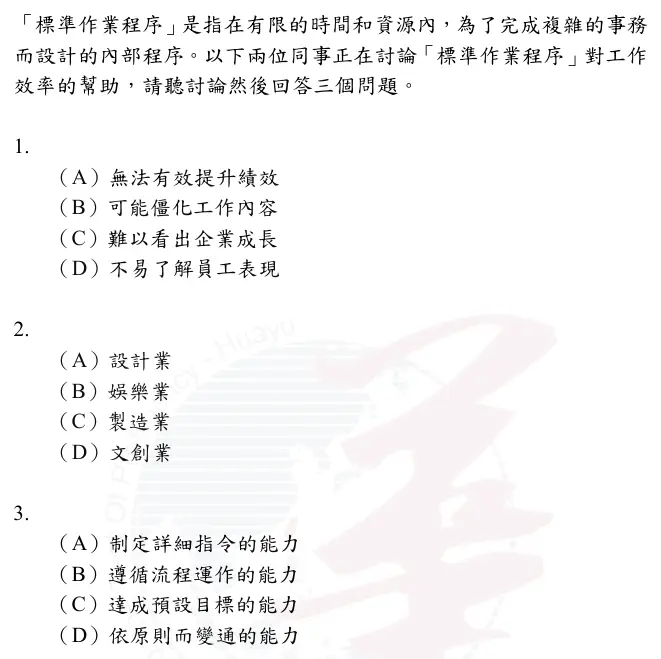 「標準作業程序」是指在有限的時間和資源內，為了完成複雜的事務
而設計的內部程序。以下兩位同事正在討論「標準作業程序」對工作
效率的幫助，請聽討論然後回答三個問題。
1.
（A）無法有效提升績效
（B）可能僵化工作內容
（C）難以看出企業成長
（D）不易了解員工表現
2.
（A）設計業
（B）娛樂業
（C）製造業
（D）文創業
3.
（A）制定詳細指令的能力
（B）遵循流程運作的能力
（C）達成預設目標的能力
（D）依原則而變通的能力